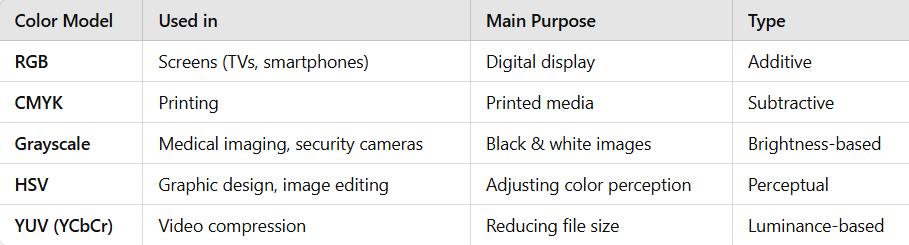 Color Model Used in Main Purpose Type
RGB Screens (TVs, smartphones) Digital display Additive
CMYK Printing Printed media Subtractive
Grayscale Medical imaging, security cameras Black & white images Brightness-based
HSV Graphic design, image editing Adjusting color perception Perceptual
YUV (YCbCr) Video compression Reducing file size Luminance-based